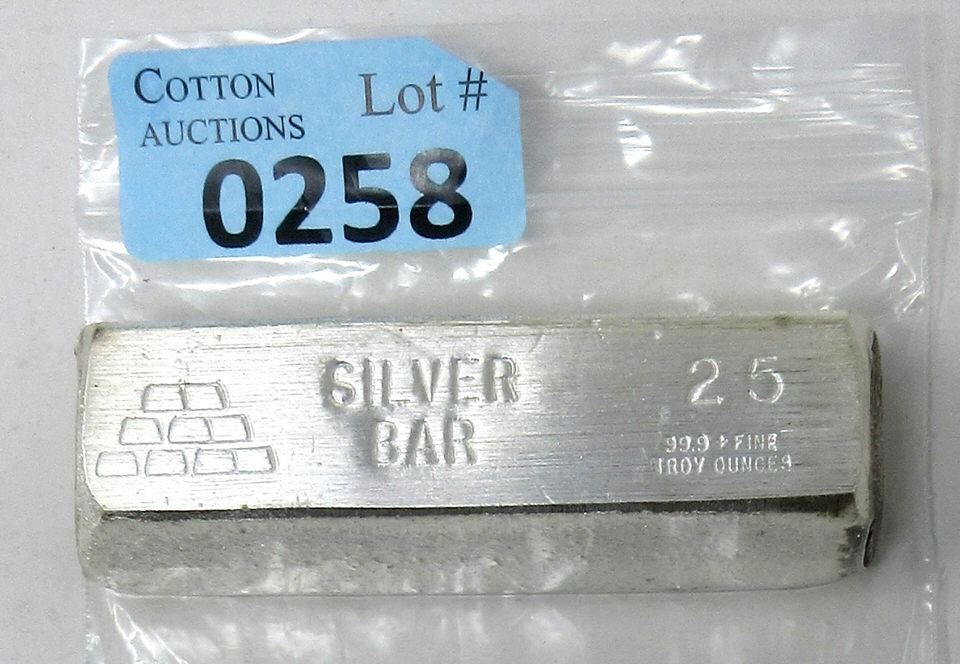 COTTON
AUCTIONS
Lot #
0258
SILVER
BAR
25
99.9 + FINE
TROY OUNCES